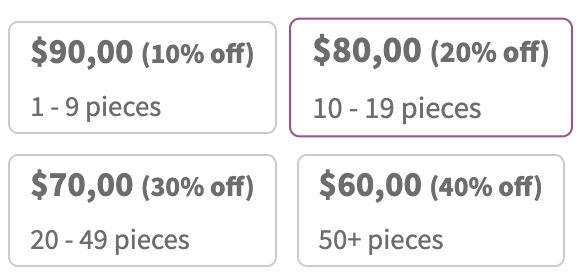 $90,00 (10% off)
1 - 9 pieces
$80,00 (20% off)
10 - 19 pieces
$70,00 (30% off)
20 - 49 pieces
$60,00 (40% off)
50+ pieces